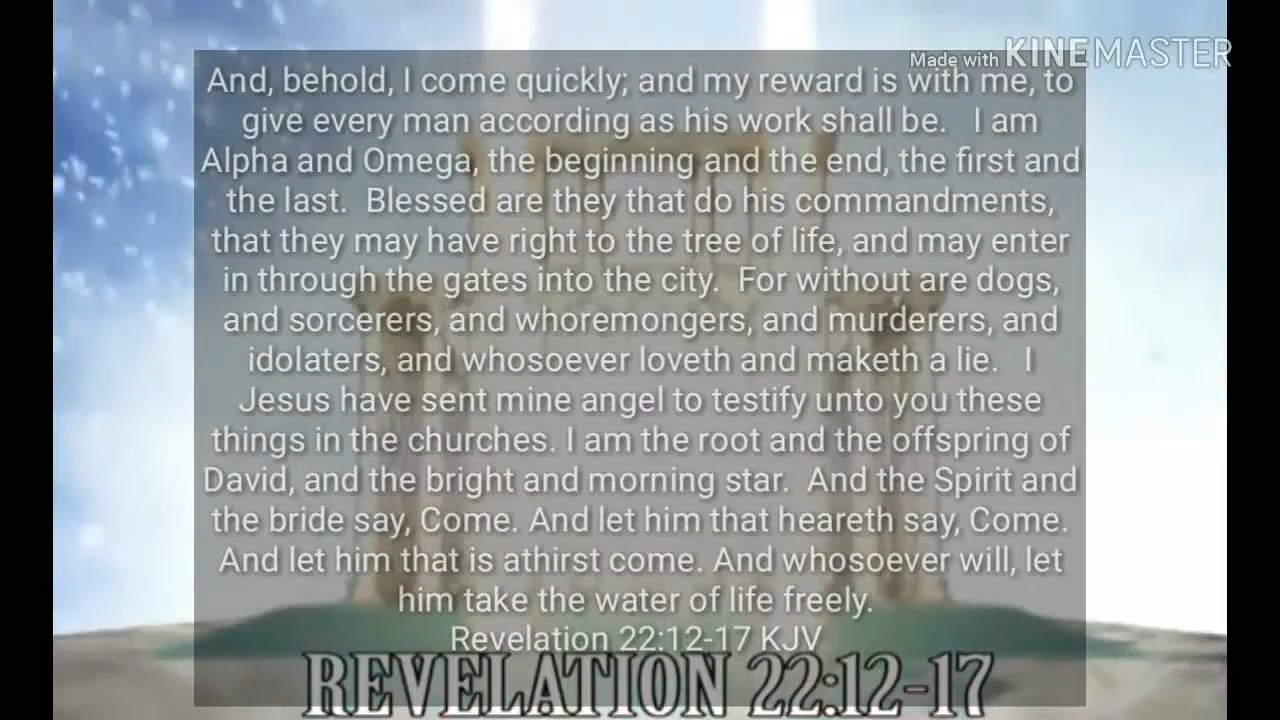 Made with KINEMASTER
And, behold, I come quickly; and my reward is with me, to
give every man according as his work shall be. I am
Alpha and Omega, the beginning and the end, the first and
the last. Blessed are they that do his commandments,
that they may have right to the tree of life, and may enter
in through the gates into the city. For without are dogs,
and sorcerers, and whoremongers, and murderers, and
idolaters, and whosoever loveth and maketh a lie. I
Jesus have sent mine angel to testify unto you these
things in the churches. I am the root and the offspring of
David, and the bright and morning star. And the Spirit and
the bride say, Come. And let him that heareth say, Come.
And let him that is athirst come. And whosoever will, let
him take the water of life freely.
Revelation 22:12-17 KJV
REVELATION 22:12-17